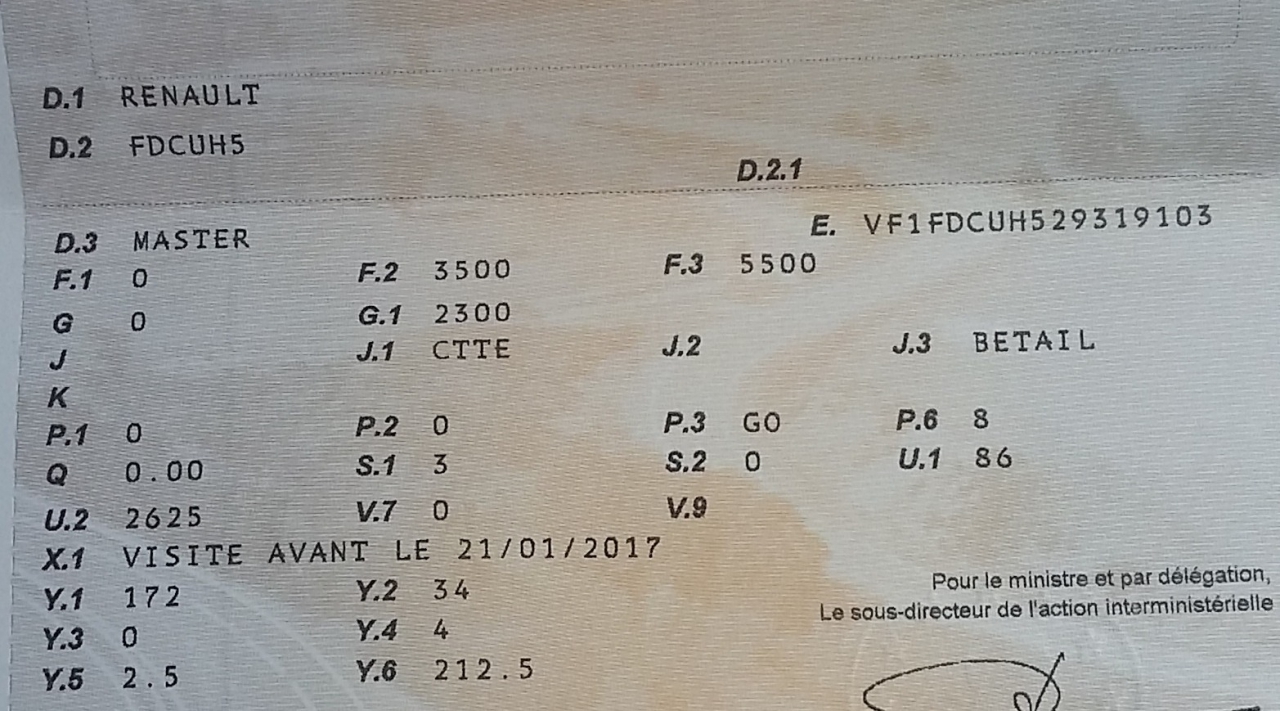 D.1 RENAULT
D.2 FDCUH5
D.2.1
D.3 MASTER E. VF1FDCUH529319103
F.1 0 F.2 3500 F.3 5500
G 0 G.1 2300
J J.1 CTTE J.2 J.3 BETAIL
K
P.1 0 P.2 0 P.3 GO P.6 8
Q 0.00 S.1 3 S.2 0 U.1 86
U.2 2625 V.7 0 V.9
X.1 VISITE AVANT LE 21/01/2017
Y.1 172 Y.2 34
Y.3 0 Y.4 4
Y.5 2.5 Y.6 212.5
Pour le ministre et par délégation,
Le sous-directeur de l'action interministérielle